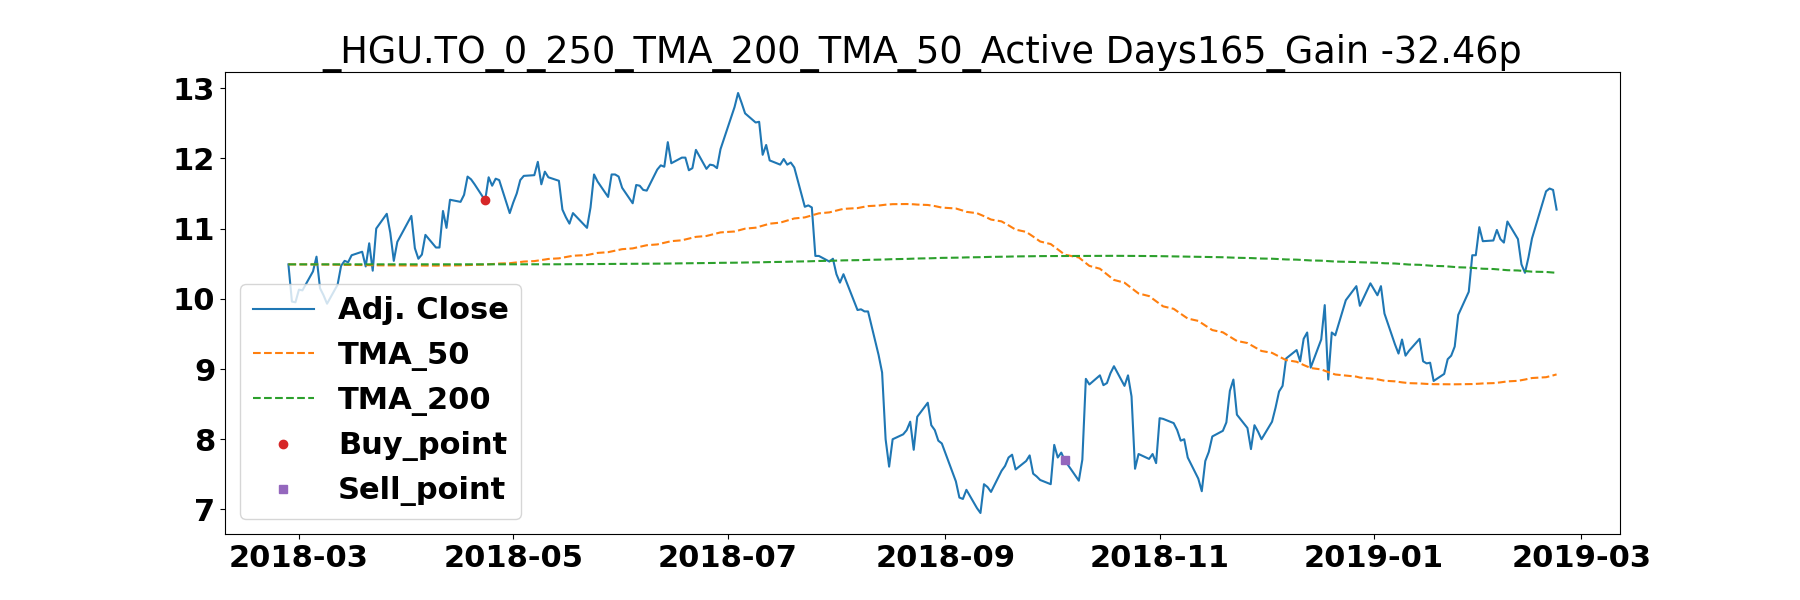 _HGU.TO_0_250_TMA_200_TMA_50_Active Days165_Gain -32.46p
13
12
11
10
9
8
7
Adj. Close
TMA_50
TMA_200
Buy_point
Sell_point
2018-03 2018-05 2018-07 2018-09 2018-11 2019-01 2019-03